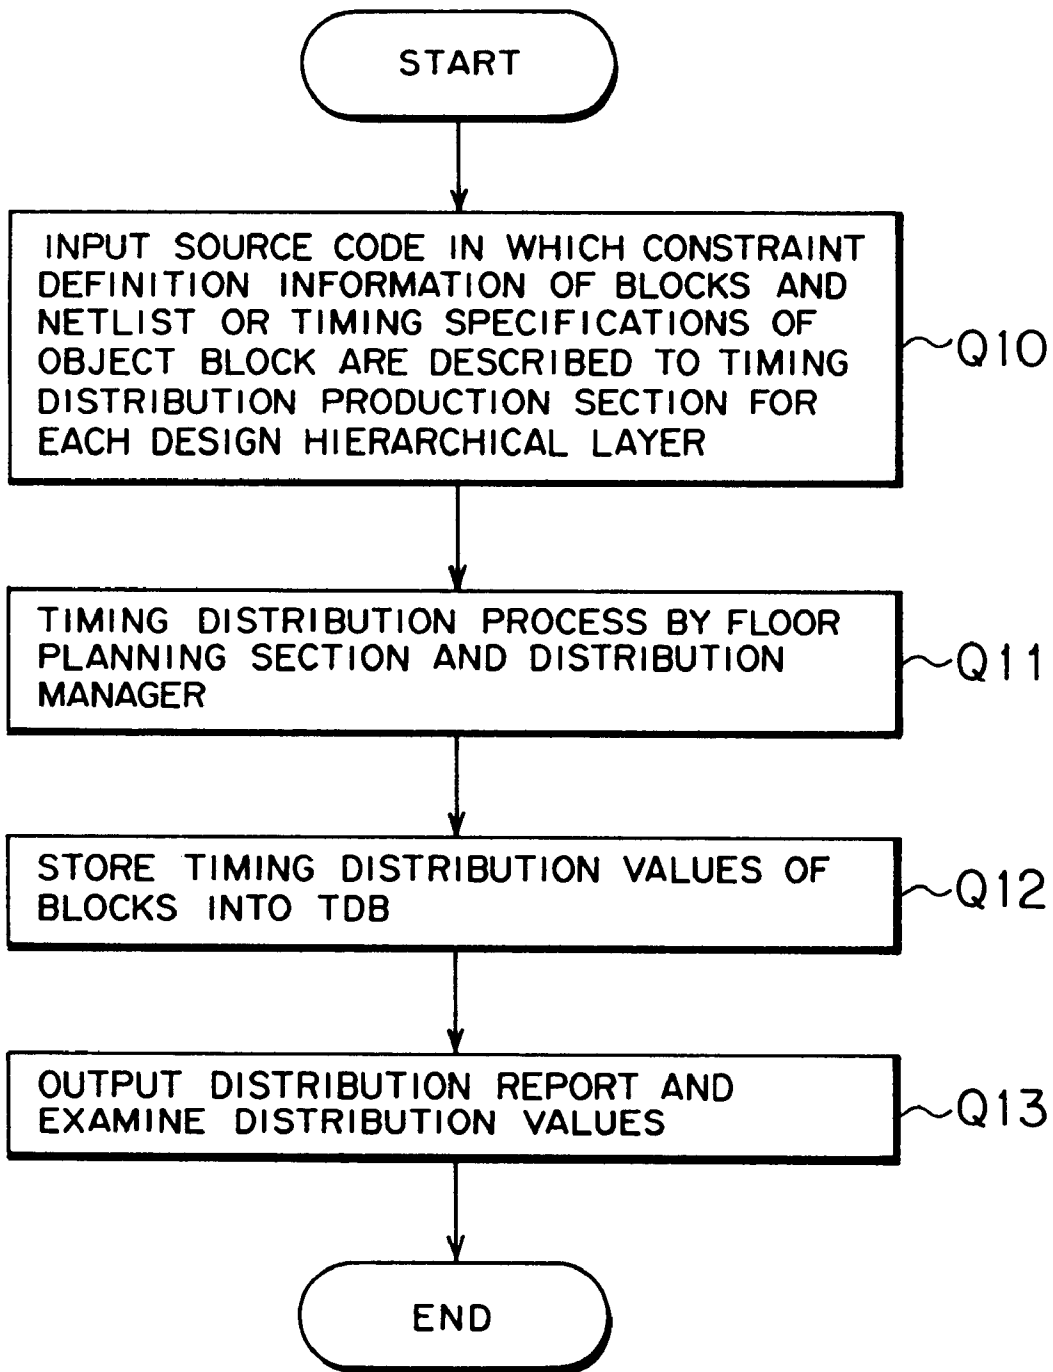 START
INPUT SOURCE CODE IN WHICH CONSTRAINT
DEFINITION INFORMATION OF BLOCKS AND
NETLIST OR TIMING SPECIFICATIONS OF
OBJECT BLOCK ARE DESCRIBED TO TIMING
DISTRIBUTION PRODUCTION SECTION FOR
EACH DESIGN HIERARCHICAL LAYER
Q10
TIMING DISTRIBUTION PROCESS BY FLOOR
PLANNING SECTION AND DISTRIBUTION
MANAGER
Q11
STORE TIMING DISTRIBUTION VALUES OF
BLOCKS INTO TDB
Q12
OUTPUT DISTRIBUTION REPORT AND
EXAMINE DISTRIBUTION VALUES
Q13
END